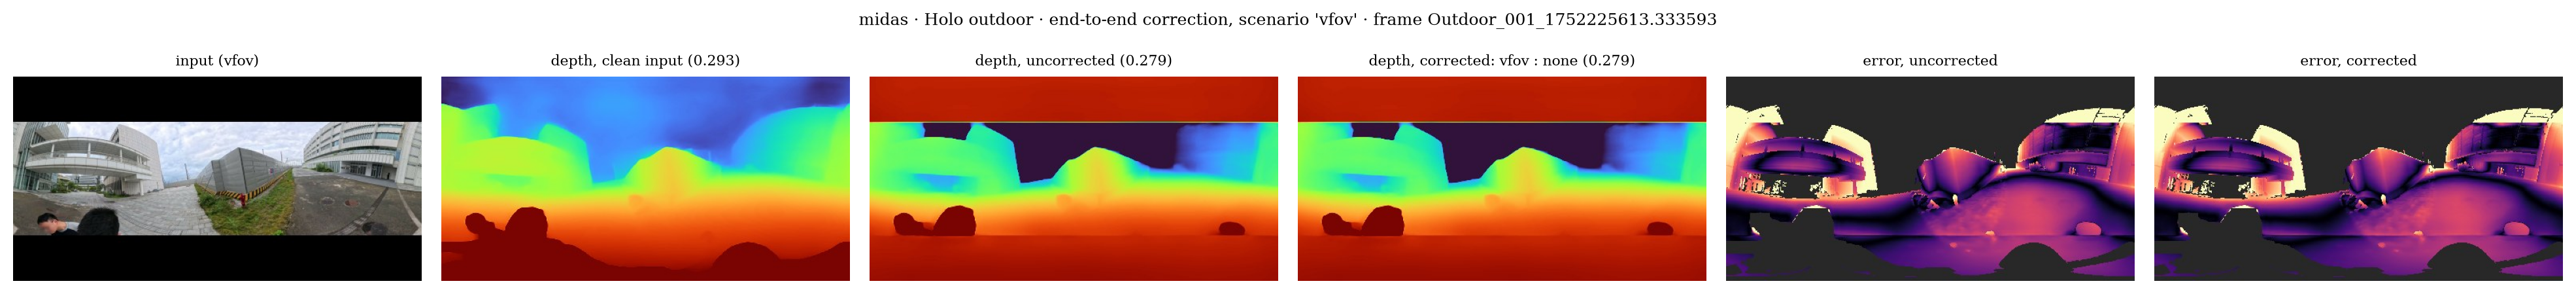 midas · Holo outdoor · end-to-end correction, scenario 'vfov' · frame Outdoor_001_1752225613.333593
input (vfov)
depth, clean input (0.293)
depth, uncorrected (0.279)
depth, corrected: vfov : none (0.279)
error, uncorrected
error, corrected